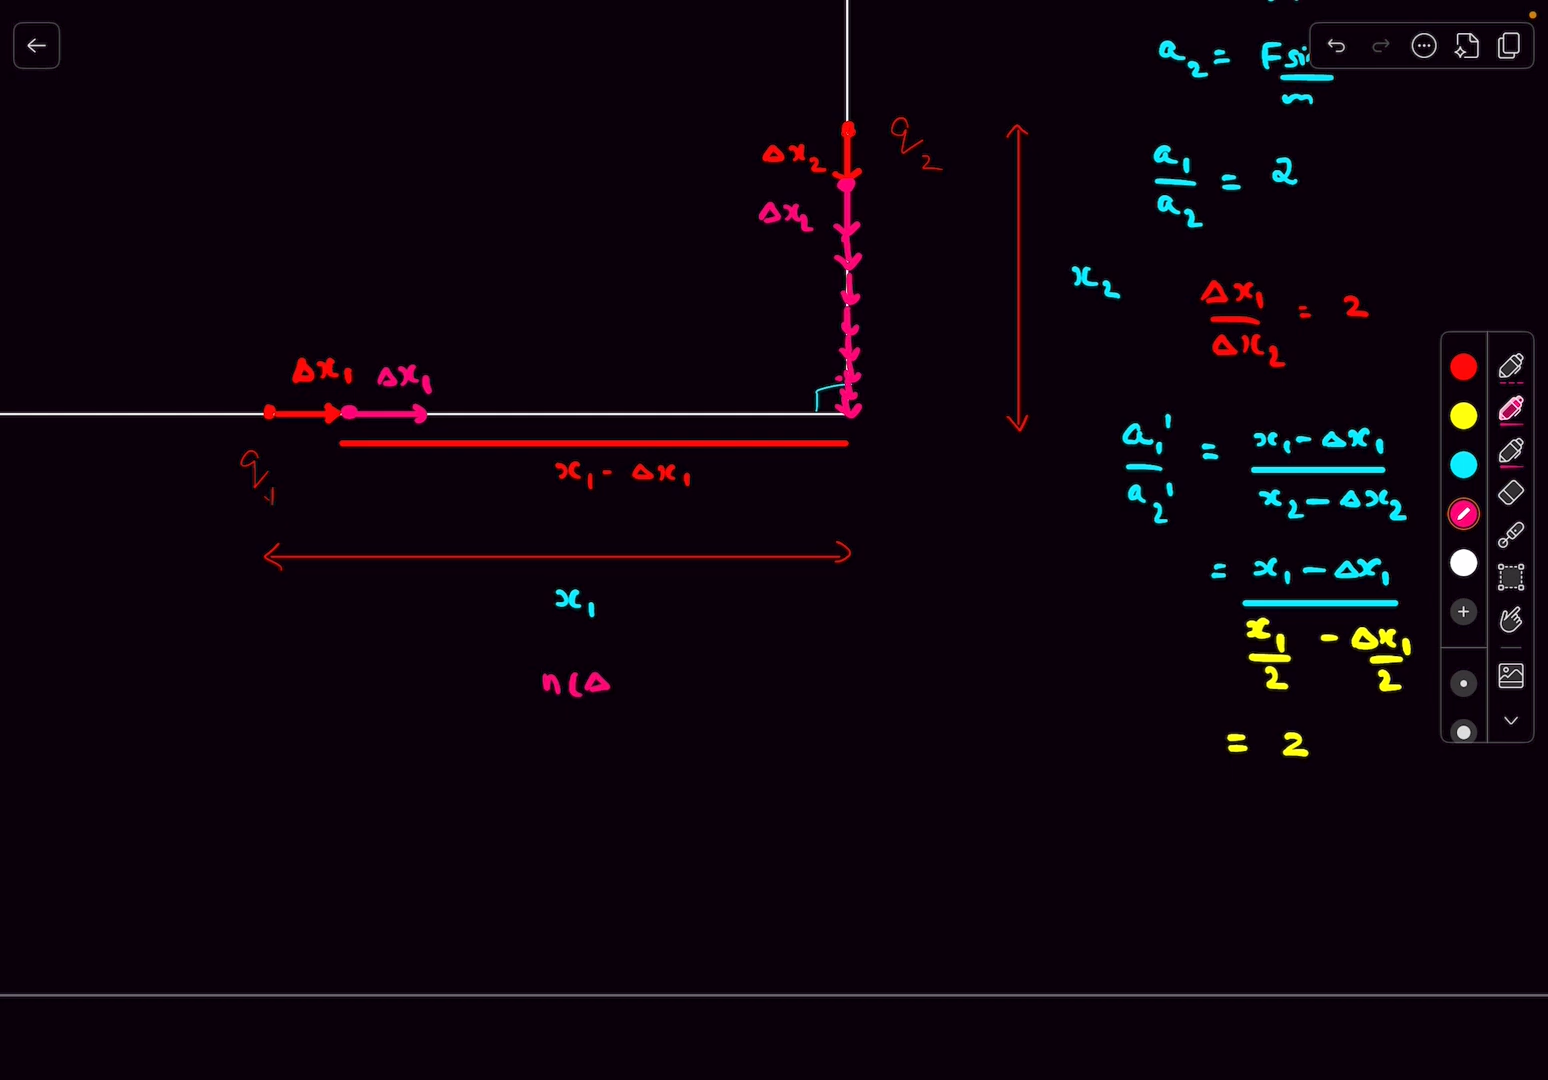 a₂ = F si
m
Δx₂
q₂
a₁
a₂
= 2
Δx₂
x₂
Δx₁
Δx₂
= 2
Δx₁ Δx₁
q₁
x₁ - Δx₁
a₁'
a₂'
= x₁ - Δx₁
x₂ - Δx₂
= x₁ - Δx₁
x₁ - Δx₁
2 2
x₁
n(Δ
= 2